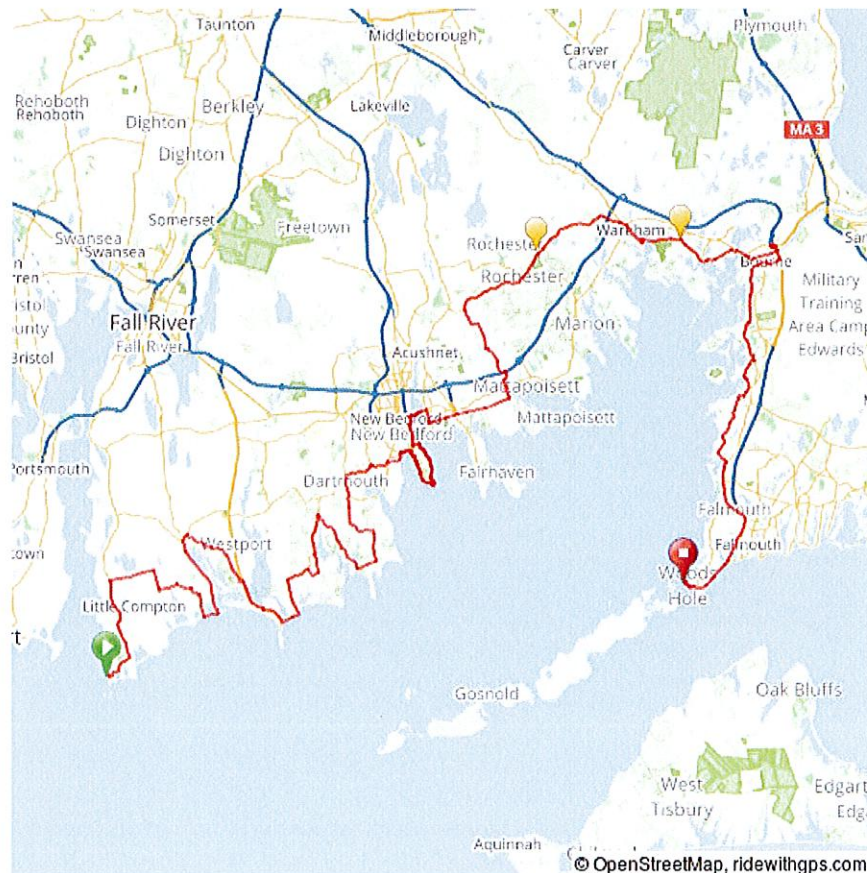 Taunton
Middleborough
Plymouth
Carver
Carver
Rehoboth
Rehoboth
Berkley
Lakeville
Dighton
MA 3
Dighton
Somerset
Freetown
Swansea
Swansea
Rochester
Wareham
Bourne
Rochester
Military
Training
Area Camp
Edwards
Marion
Fall River
Fall River
Bristol
Acushnet
Mattapoisett
Mattapoisett
New Bedford
New Bedford
Portsmouth
Dartmouth
Fairhaven
Falmouth
Falmouth
Westport
Woods
Hole
Little Compton
Gosnold
Oak Bluffs
West
Tisbury
Aquinnah
© OpenStreetMap, ridewithgps.com